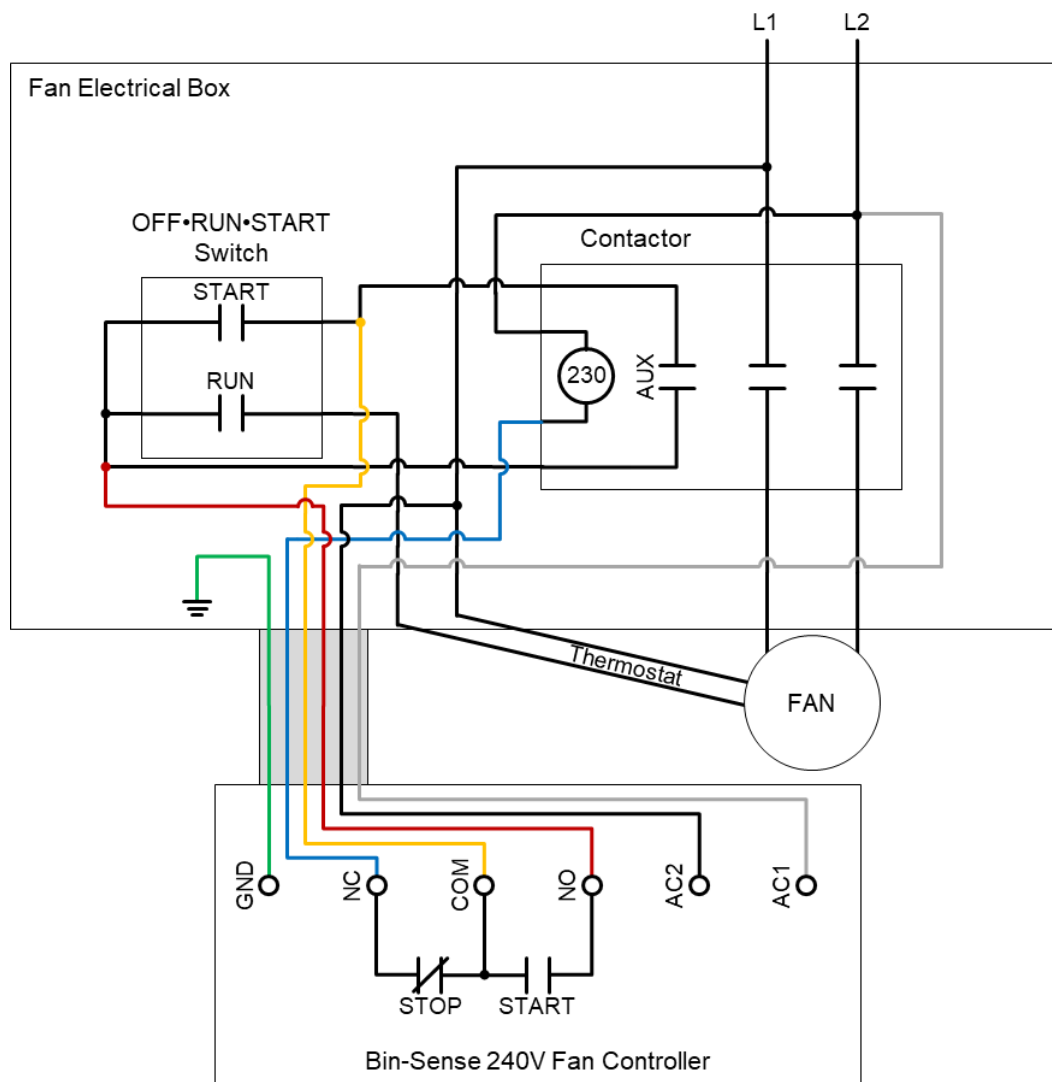 L1
L2
Fan Electrical Box
OFF•RUN•START
Switch
Contactor
START
RUN
230
AUX
Thermostat
FAN
GND
NC
COM
NO
AC2
AC1
STOP
START
Bin-Sense 240V Fan Controller